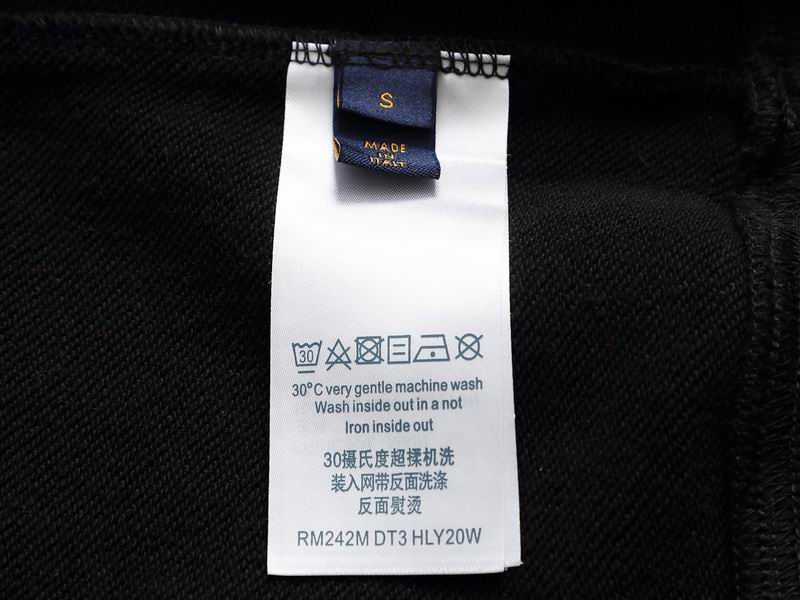 S
MADE
IN
ITALY
30
30°C very gentle machine wash
Wash inside out in a not
Iron inside out
30摄氏度超揉机洗
装入网带反面洗涤
反面熨烫
RM242M DT3 HLY20W